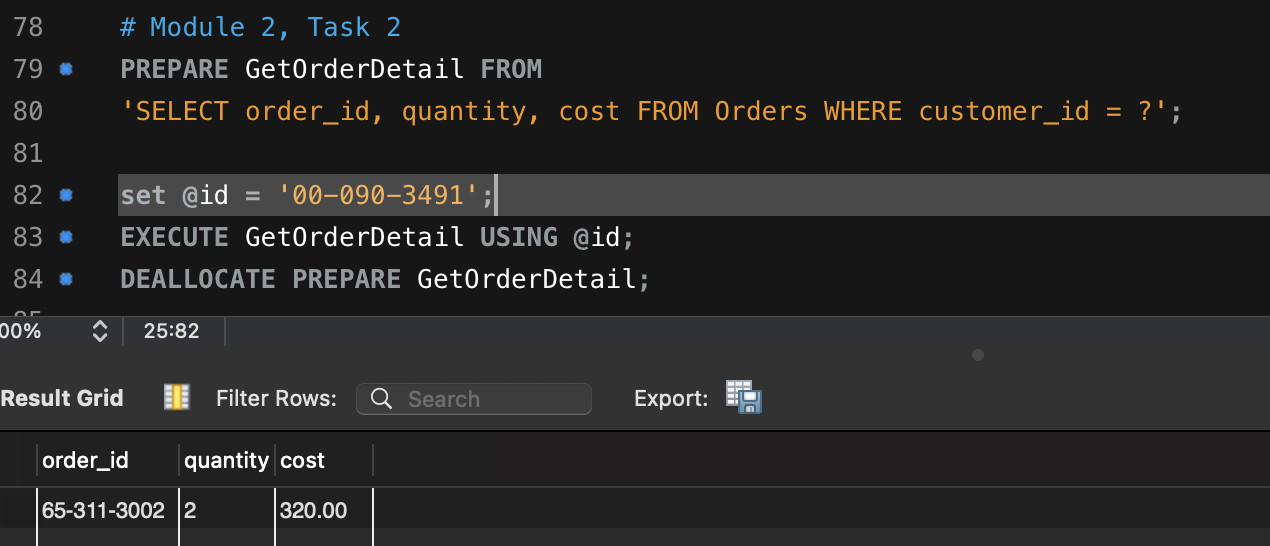 78 # Module 2, Task 2
79 PREPARE GetOrderDetail FROM
80 'SELECT order_id, quantity, cost FROM Orders WHERE customer_id = ?';
81
82 set @id = '00-090-3491';
83 EXECUTE GetOrderDetail USING @id;
84 DEALLOCATE PREPARE GetOrderDetail;
00% 25:82
Result Grid Filter Rows: Search Export:
order_id quantity cost
65-311-3002 2 320.00